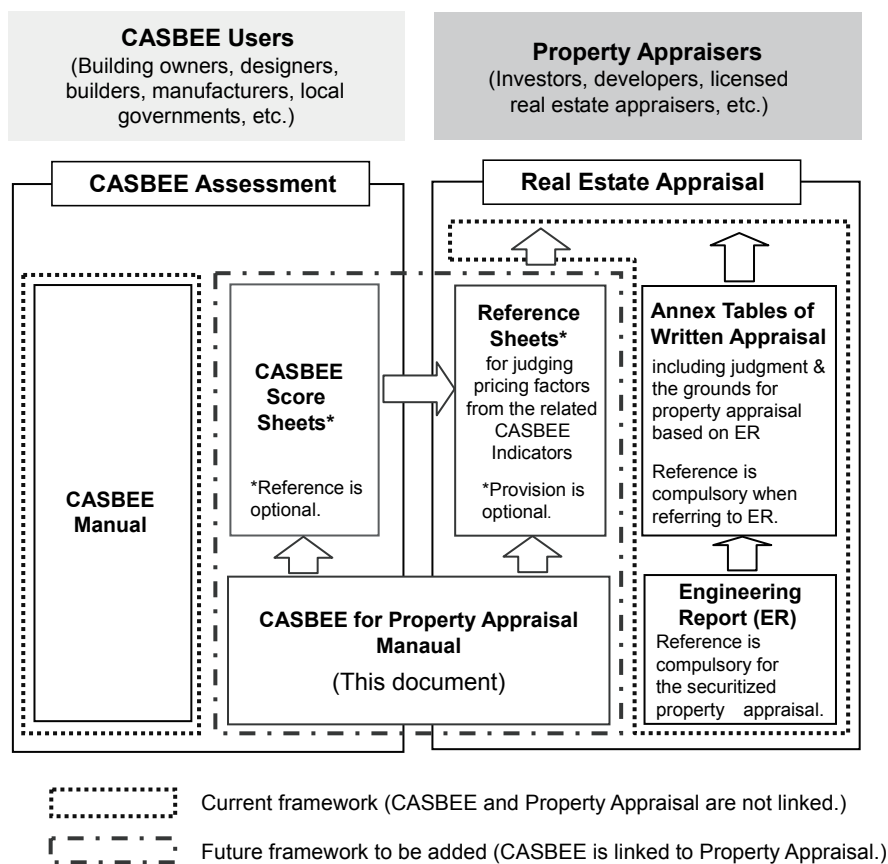 CASBEE Users
(Building owners, designers,
builders, manufacturers, local
governments, etc.)
Property Appraisers
(Investors, developers, licensed
real estate appraisers, etc.)
CASBEE Assessment
Real Estate Appraisal
CASBEE
Manual
CASBEE
Score
Sheets*
*Reference is
optional.
Reference
Sheets*
for judging
pricing factors
from the related
CASBEE
Indicators
*Provision is
optional.
Annex Tables of
Written Appraisal
including judgment &
the grounds for
property appraisal
based on ER
Reference is
compulsory when
referring to ER.
CASBEE for Property Appraisal
Manaual
(This document)
Engineering
Report (ER)
Reference is
compulsory for
the securitized
property appraisal.
Current framework (CASBEE and Property Appraisal are not linked.)
Future framework to be added (CASBEE is linked to Property Appraisal.)